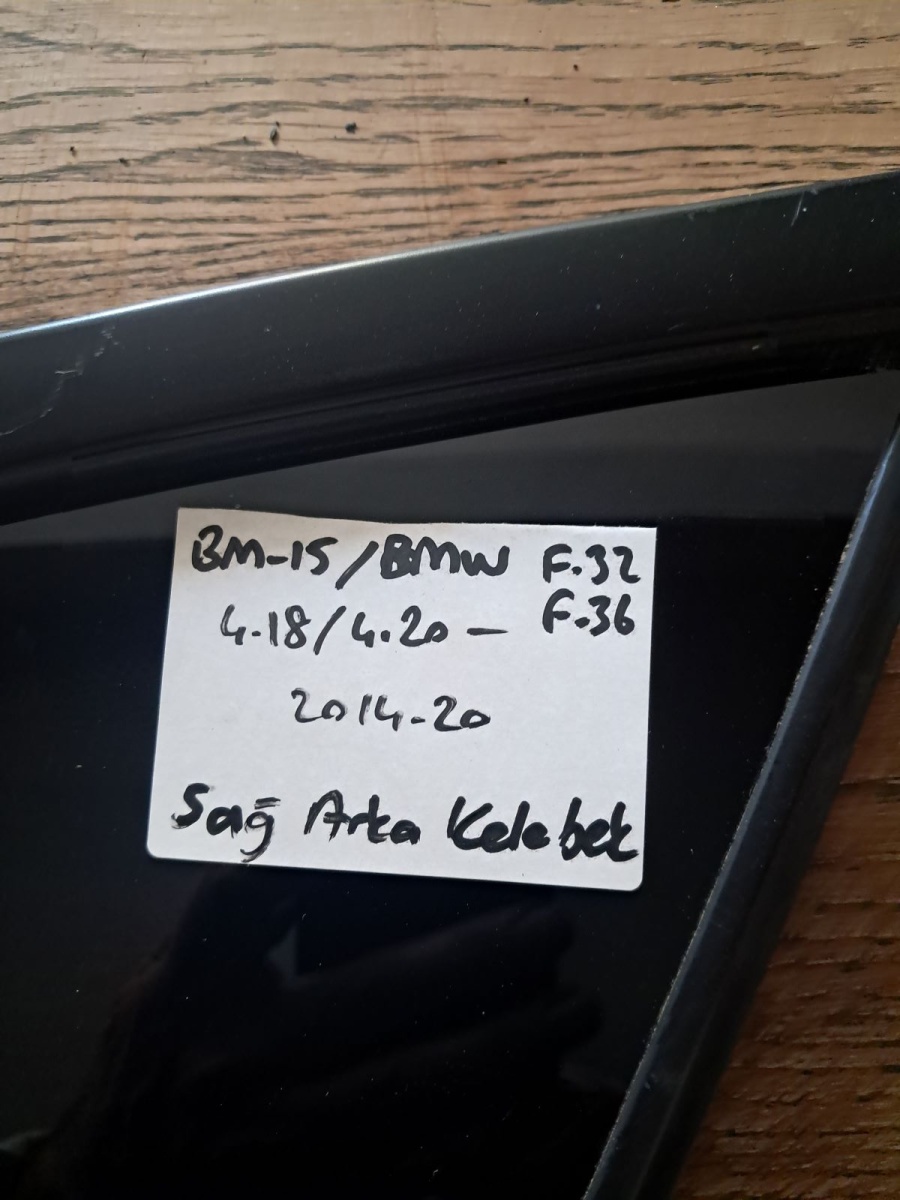 BM-15/BMW F.32
4.18/4.20 - F.36
2014-20
Sağ Arka Kelebek